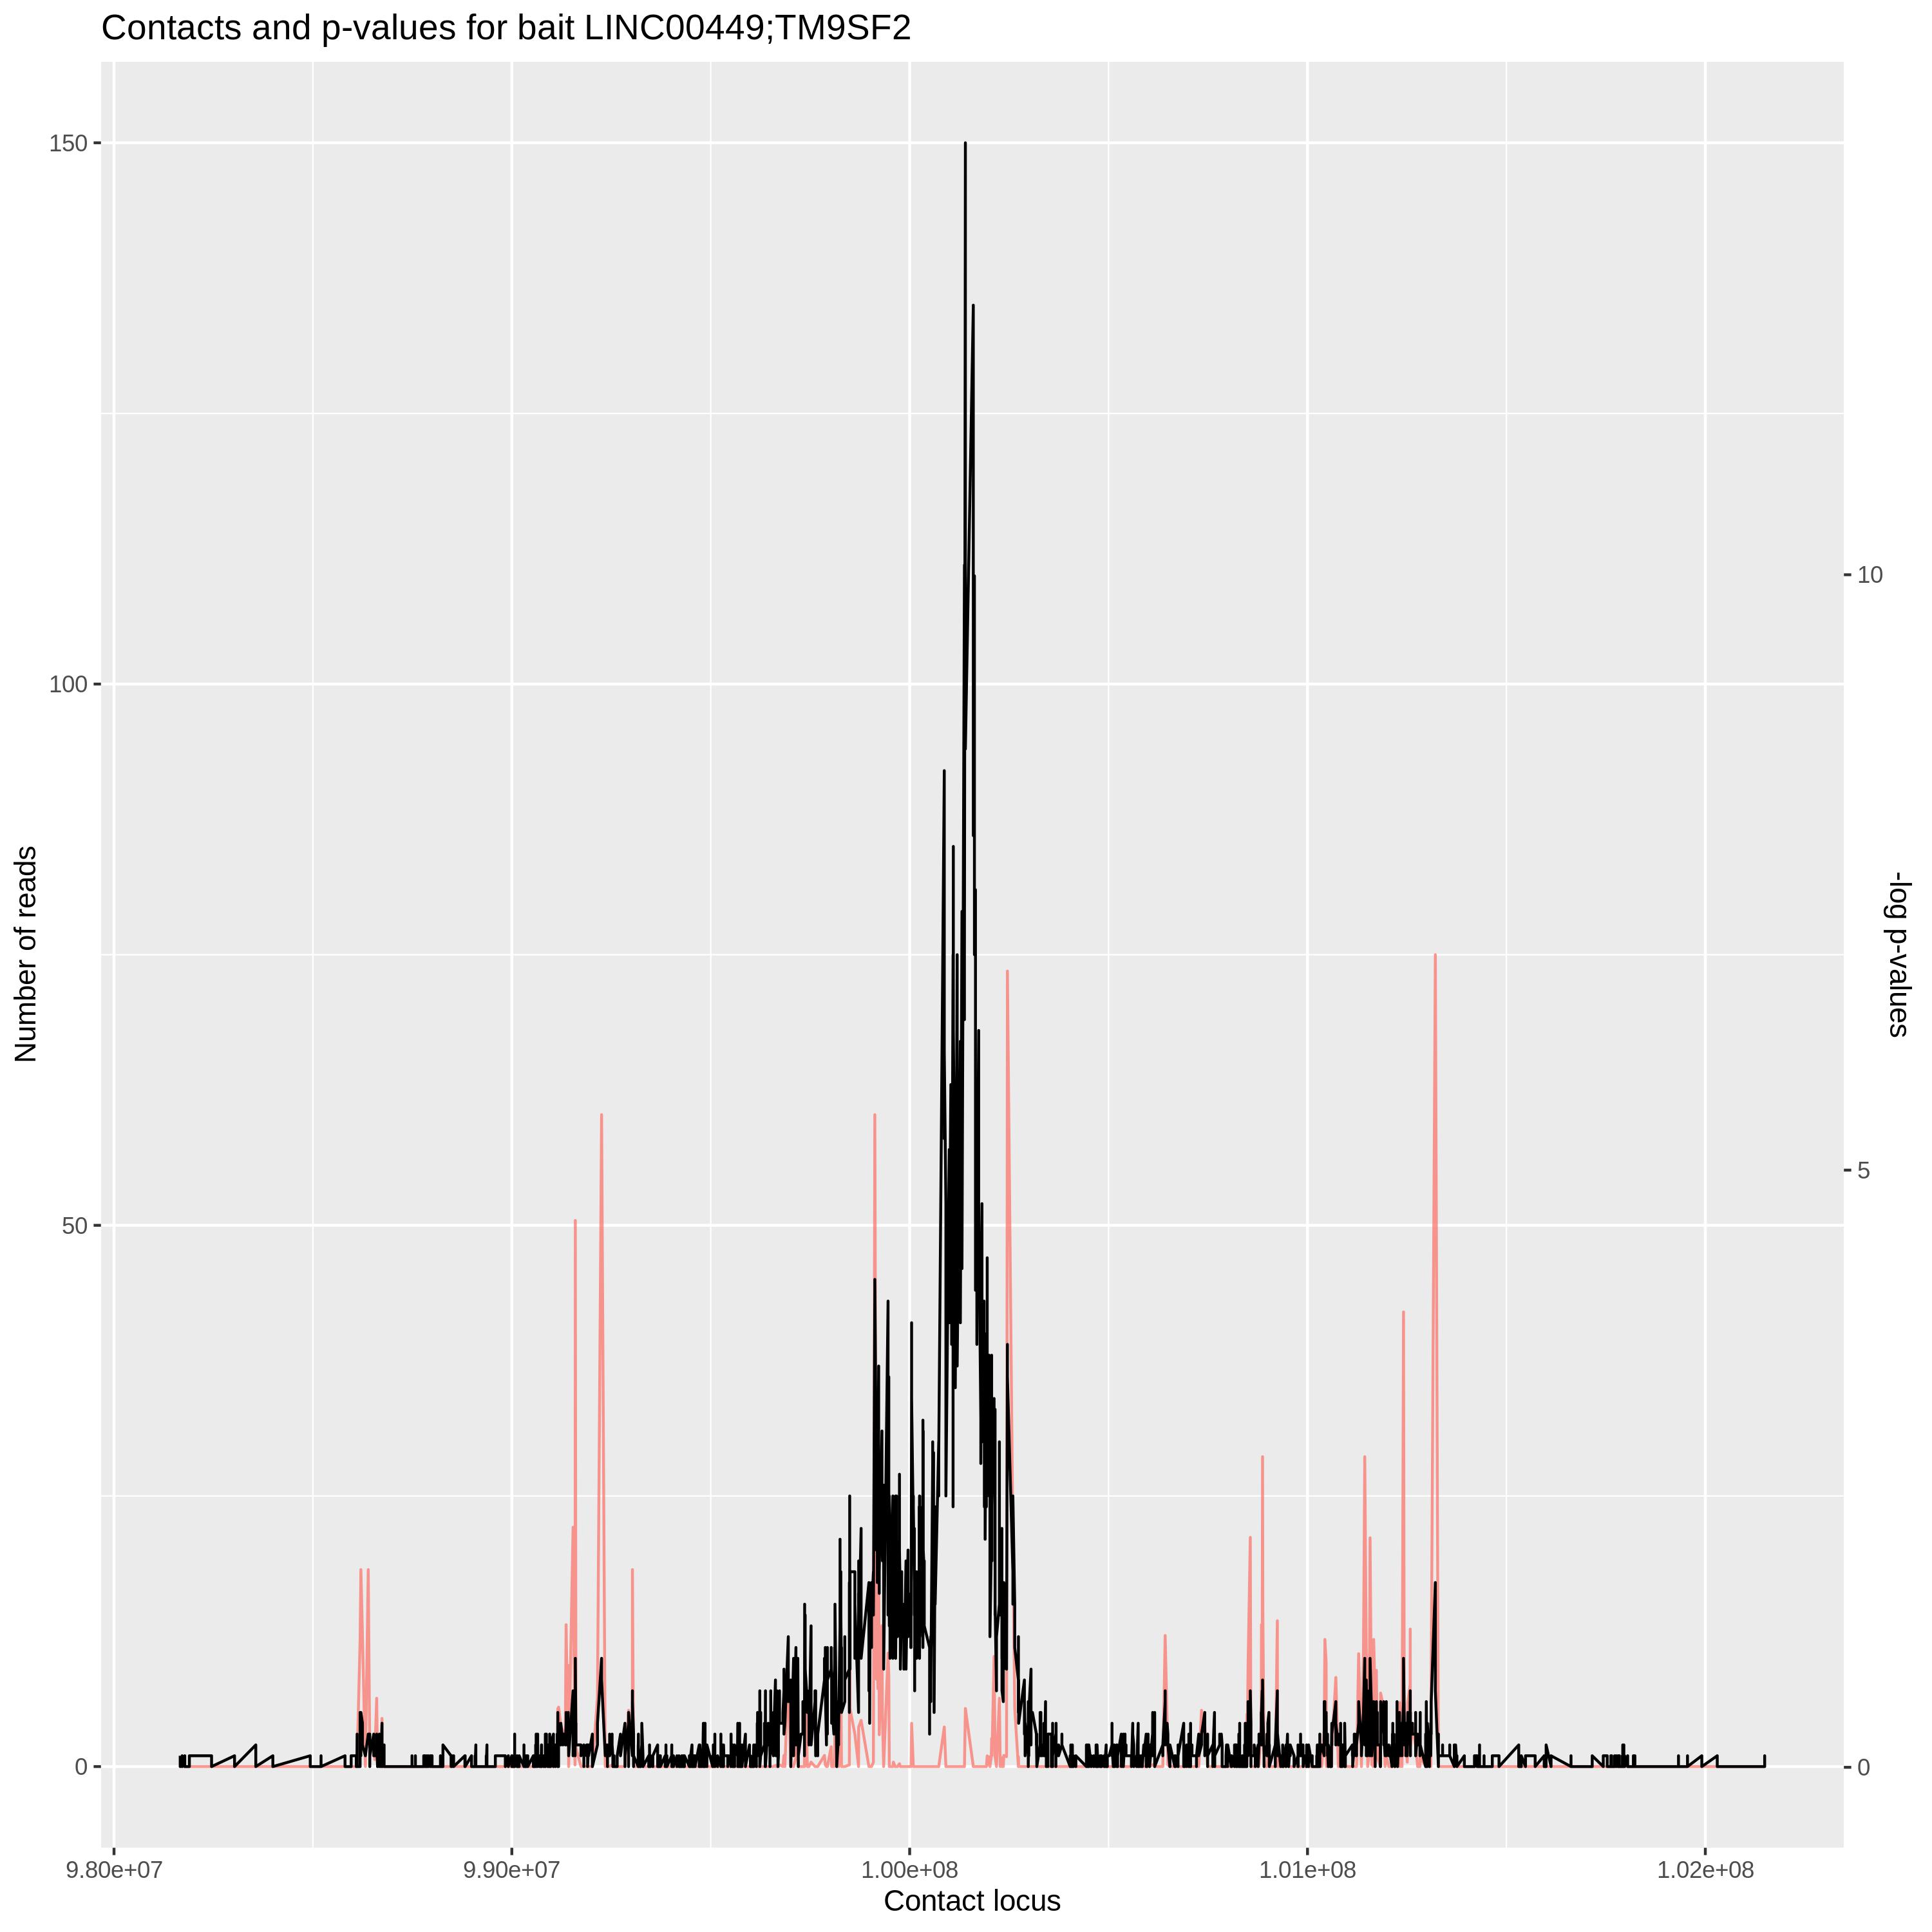 Contacts and p-values for bait LINC00449;TM9SF2
150
100
50
0
Number of reads
10
5
0
-log p-values
9.80e+07
9.90e+07
1.00e+08
1.01e+08
1.02e+08
Contact locus